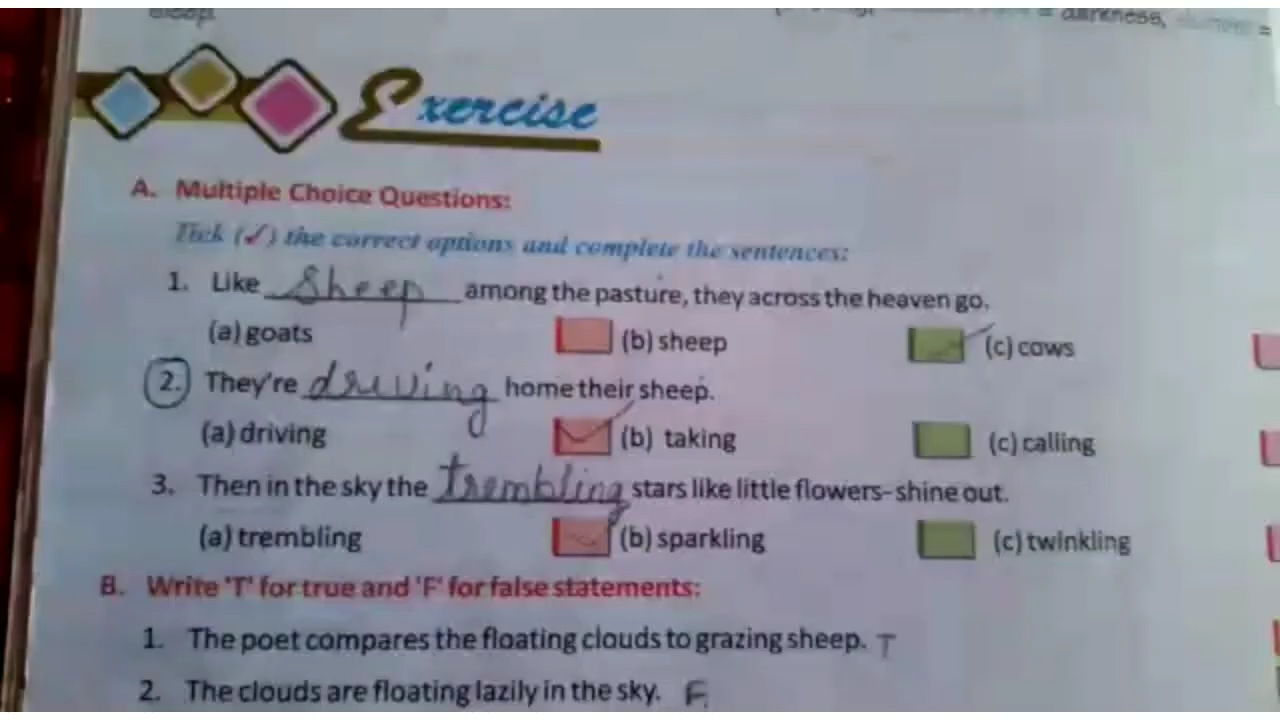 = darkness, =
Exercise
A. Multiple Choice Questions:
Tick (✓) the correct options and complete the sentences:
1. Like sheep among the pasture, they across the heaven go.
(a) goats (b) sheep (c) cows
2. They're driving home their sheep.
(a) driving (b) taking (c) calling
3. Then in the sky the trembling stars like little flowers-shine out.
(a) trembling (b) sparkling (c) twinkling
B. Write 'T' for true and 'F' for false statements:
1. The poet compares the floating clouds to grazing sheep. T
2. The clouds are floating lazily in the sky. F